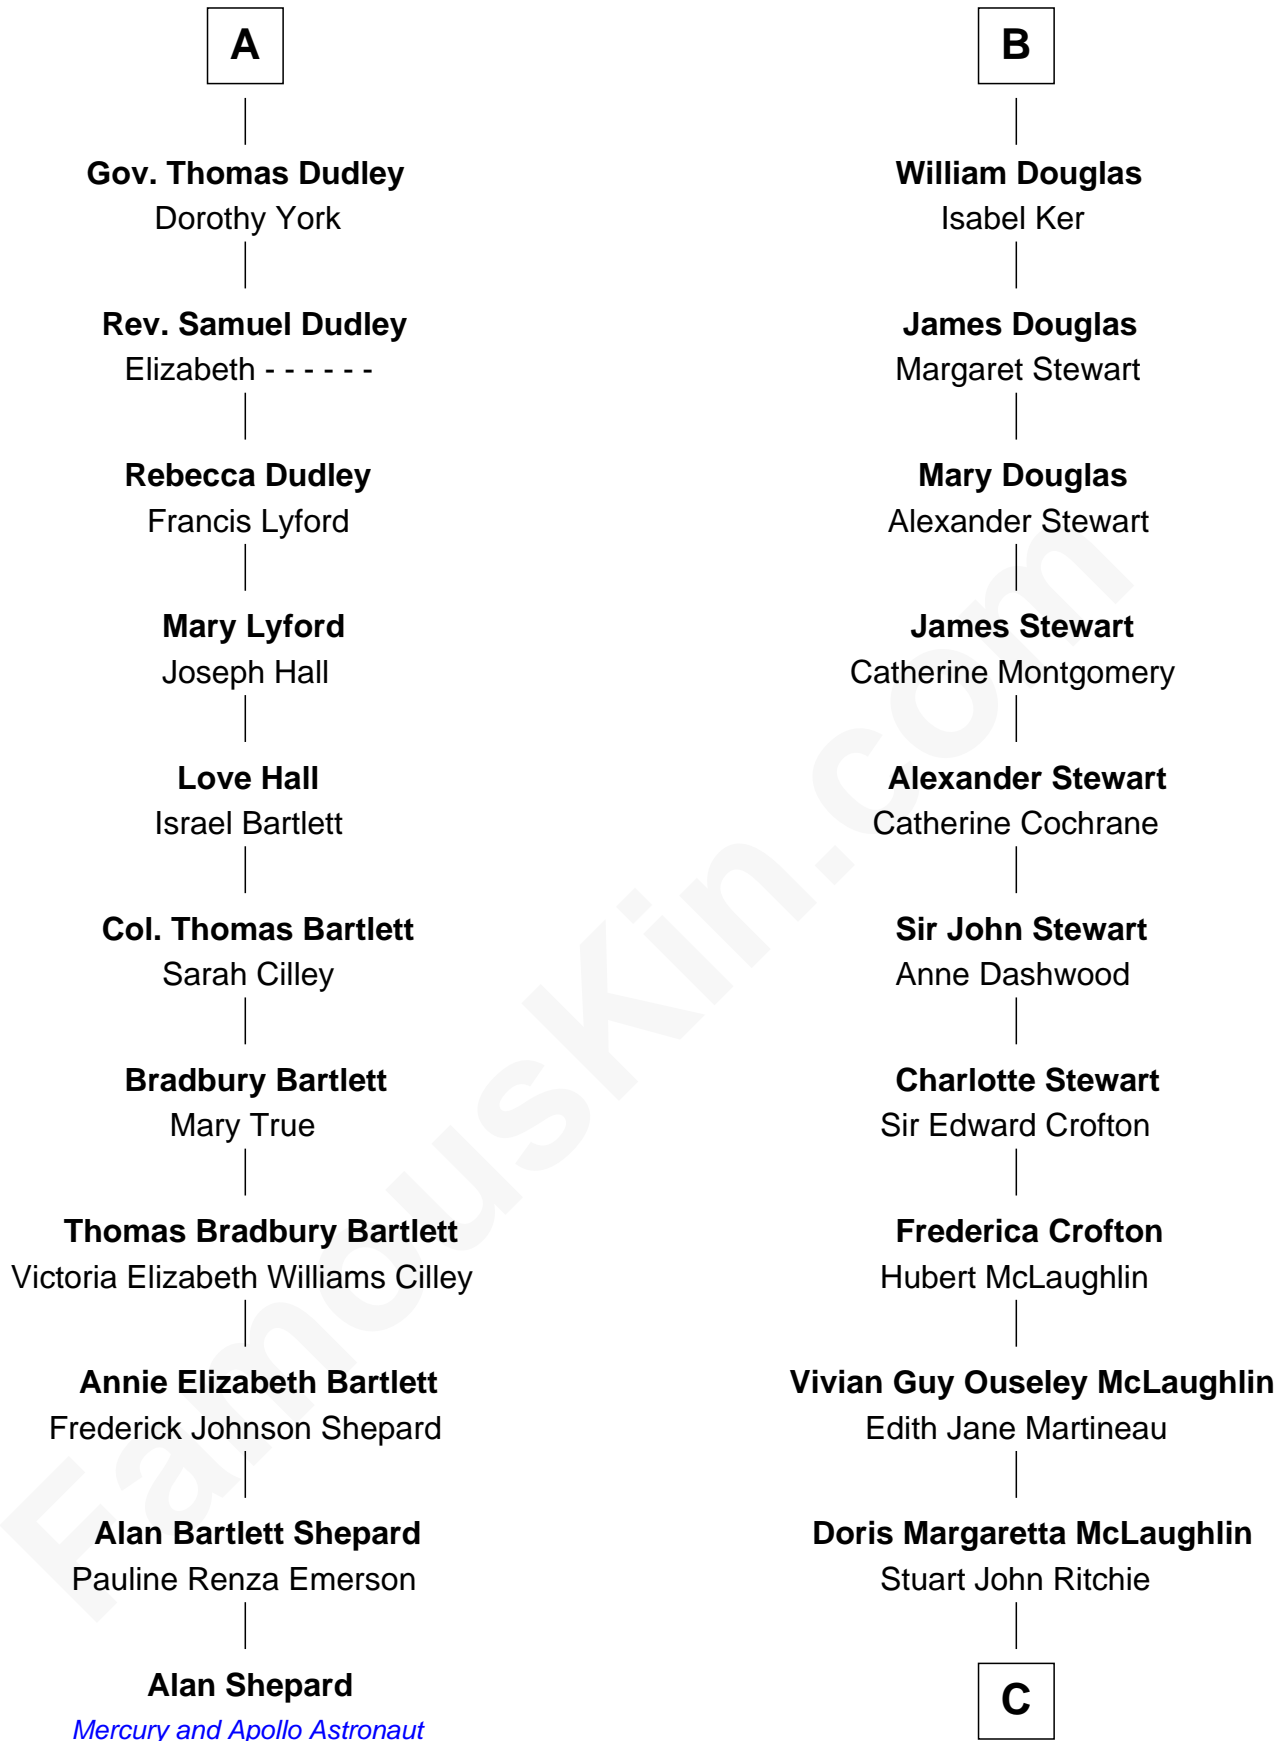 A
Gov. Thomas Dudley
Dorothy York
Rev. Samuel Dudley
Elizabeth - - - - - -
Rebecca Dudley
Francis Lyford
Mary Lyford
Joseph Hall
Love Hall
Israel Bartlett
Col. Thomas Bartlett
Sarah Cilley
Bradbury Bartlett
Mary True
Thomas Bradbury Bartlett
Victoria Elizabeth Williams Cilley
Annie Elizabeth Bartlett
Frederick Johnson Shepard
Alan Bartlett Shepard
Pauline Renza Emerson
Alan Shepard
Mercury and Apollo Astronaut
B
William Douglas
Isabel Ker
James Douglas
Margaret Stewart
Mary Douglas
Alexander Stewart
James Stewart
Catherine Montgomery
Alexander Stewart
Catherine Cochrane
Sir John Stewart
Anne Dashwood
Charlotte Stewart
Sir Edward Crofton
Frederica Crofton
Hubert McLaughlin
Vivian Guy Ouseley McLaughlin
Edith Jane Martineau
Doris Margaretta McLaughlin
Stuart John Ritchie
C
FamousKin.com